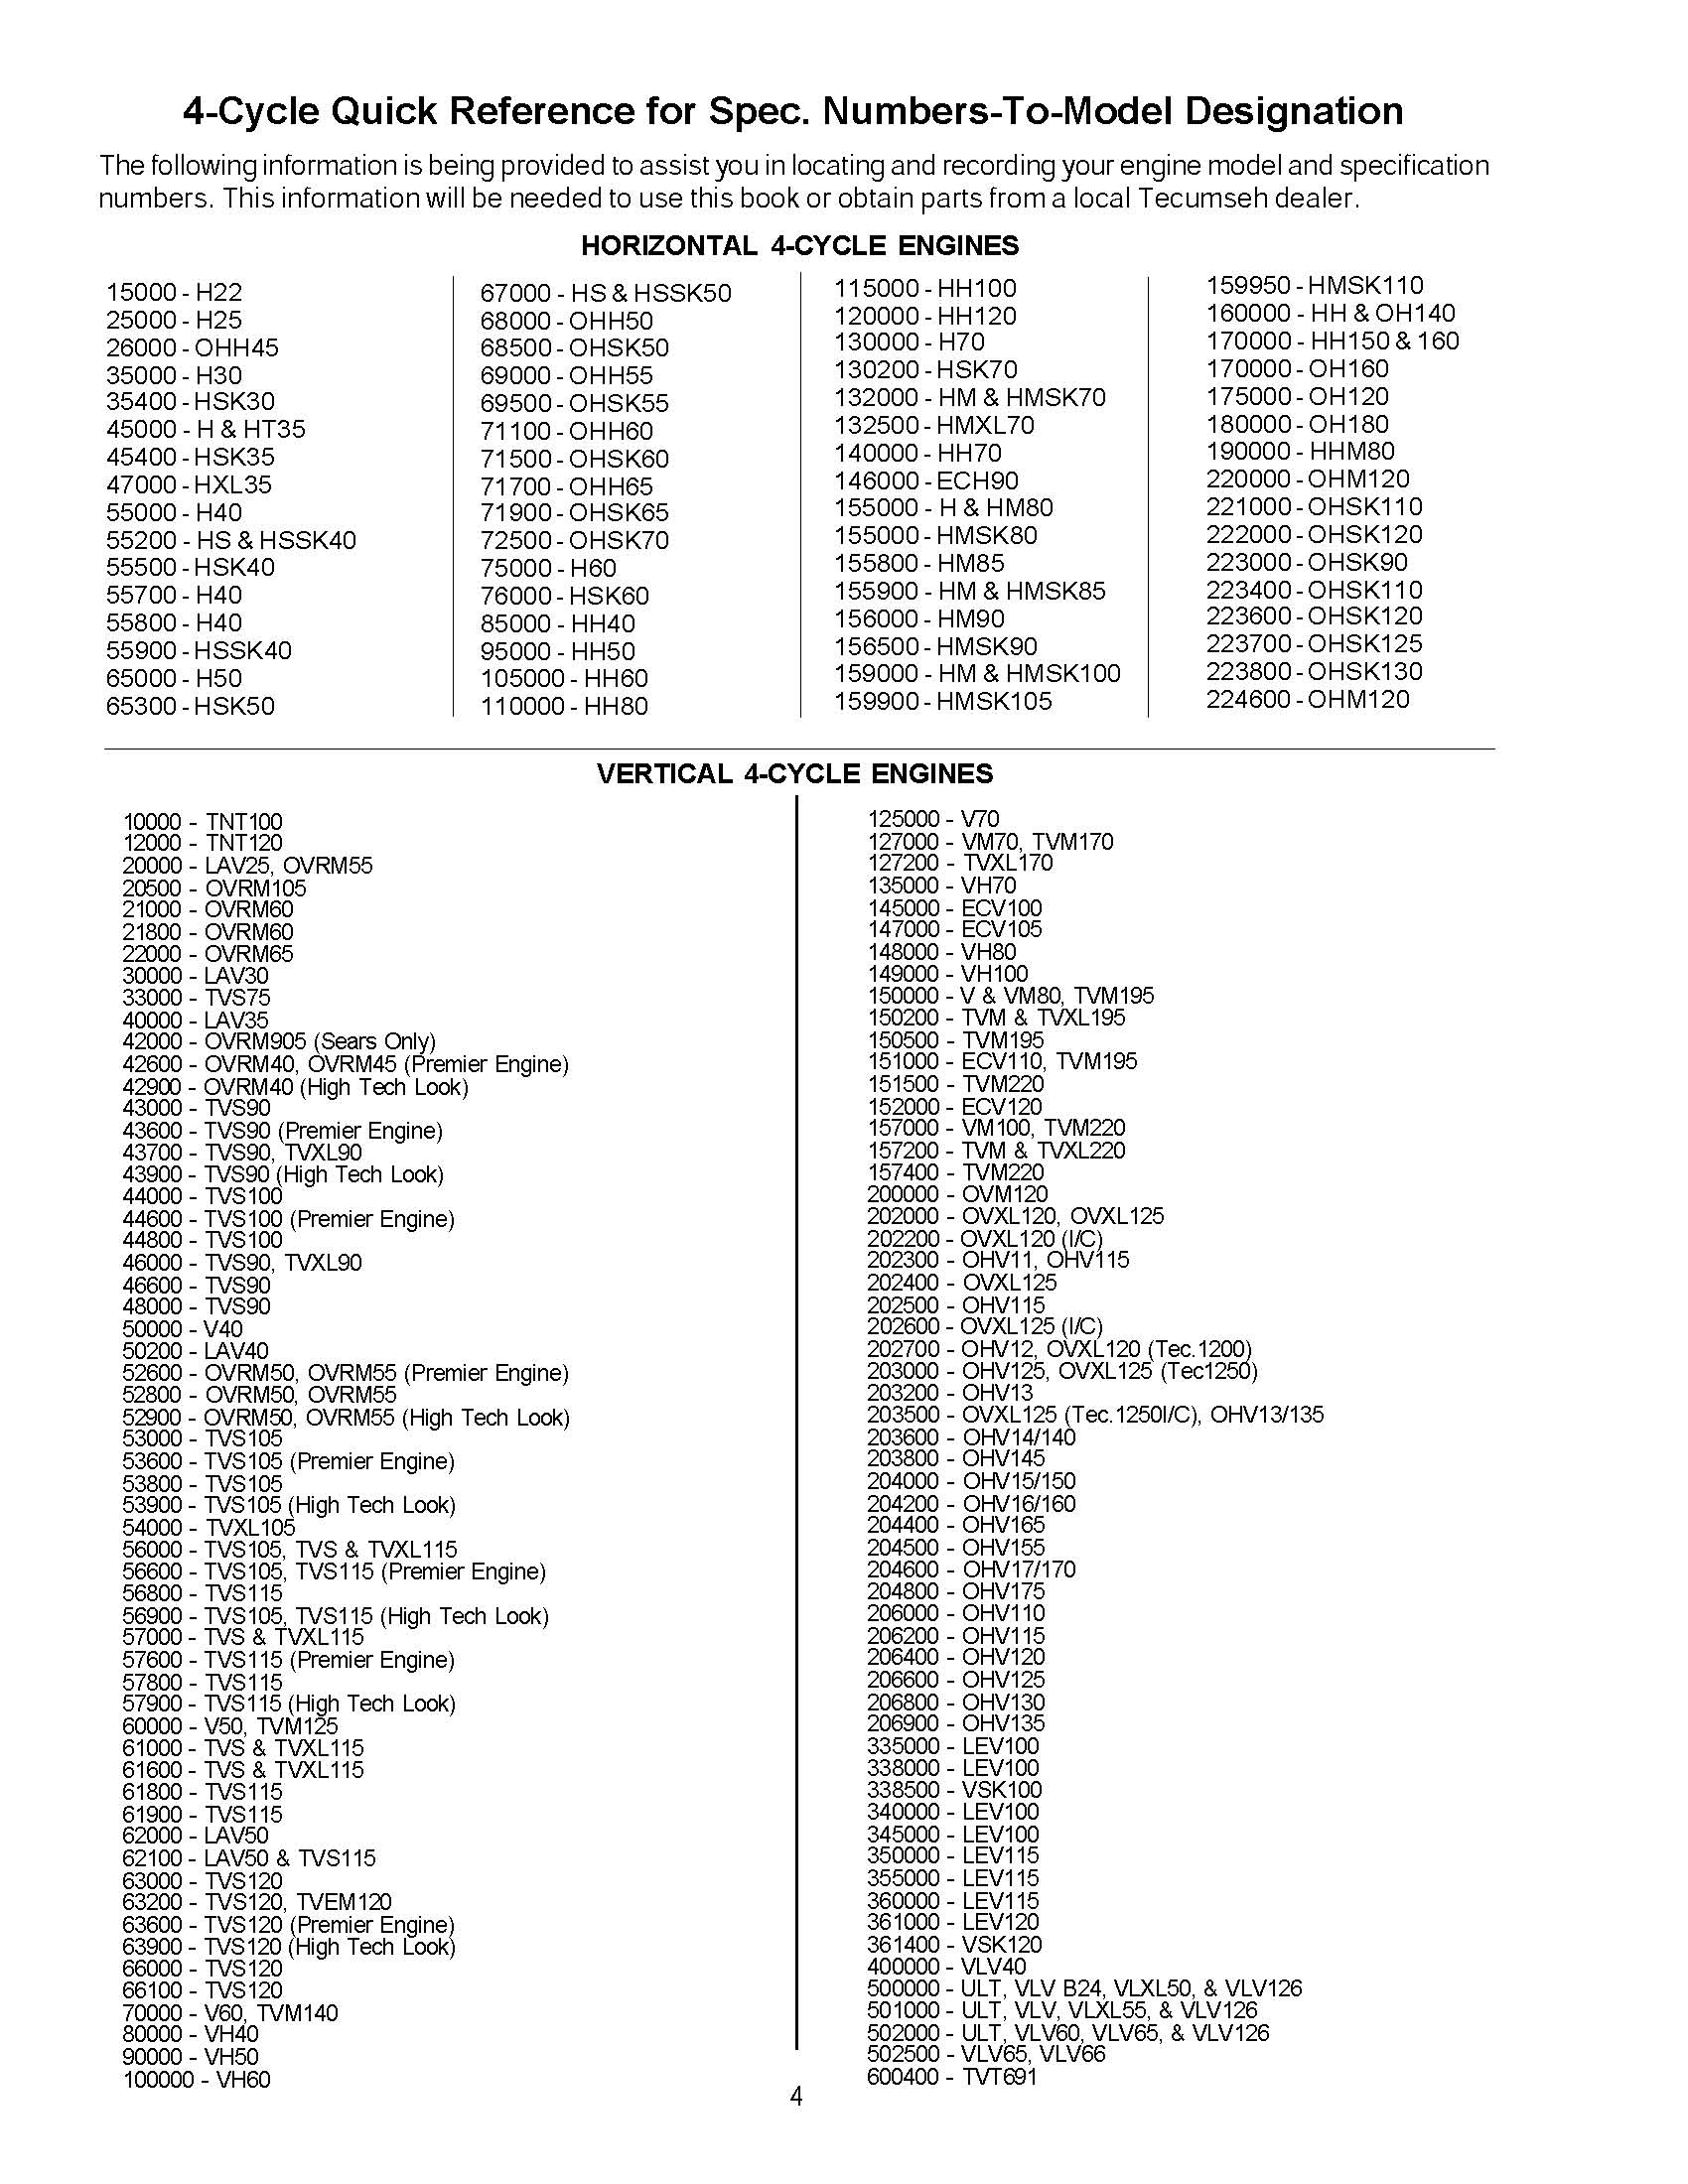 4-Cycle Quick Reference for Spec. Numbers-To-Model Designation
The following information is being provided to assist you in locating and recording your engine model and specification
numbers. This information will be needed to use this book or obtain parts from a local Tecumseh dealer.
HORIZONTAL 4-CYCLE ENGINES
15000 - H22
25000 - H25
26000 - OHH45
35000 - H30
35400 - HSK30
45000 - H & HT35
45400 - HSK35
47000 - HXL35
55000 - H40
55200 - HS & HSSK40
55500 - HSK40
55700 - H40
55800 - H40
55900 - HSSK40
65000 - H50
65300 - HSK50
67000 - HS & HSSK50
68000 - OHH50
68500 - OHSK50
69000 - OHH55
69500 - OHSK55
71100 - OHH60
71500 - OHSK60
71700 - OHH65
71900 - OHSK65
72500 - OHSK70
75000 - H60
76000 - HSK60
85000 - HH40
95000 - HH50
105000 - HH60
110000 - HH80
115000 - HH100
120000 - HH120
130000 - H70
130200 - HSK70
132000 - HM & HMSK70
132500 - HMXL70
140000 - HH70
146000 - ECH90
155000 - H & HM80
155000 - HMSK80
155800 - HM85
155900 - HM & HMSK85
156000 - HM90
156500 - HMSK90
159000 - HM & HMSK100
159900 - HMSK105
159950 - HMSK110
160000 - HH & OH140
170000 - HH150 & 160
170000 - OH160
175000 - OH120
180000 - OH180
190000 - HHM80
220000 - OHM120
221000 - OHSK110
222000 - OHSK120
223000 - OHSK90
223400 - OHSK110
223600 - OHSK120
223700 - OHSK125
223800 - OHSK130
224600 - OHM120
VERTICAL 4-CYCLE ENGINES
10000 - TNT100
12000 - TNT120
20000 - LAV25, OVRM55
20500 - OVRM105
21000 - OVRM60
21800 - OVRM60
22000 - OVRM65
30000 - LAV30
33000 - TVS75
40000 - LAV35
42000 - OVRM905 (Sears Only)
42600 - OVRM40, OVRM45 (Premier Engine)
42900 - OVRM40 (High Tech Look)
43000 - TVS90
43600 - TVS90 (Premier Engine)
43700 - TVS90, TVXL90
43900 - TVS90 (High Tech Look)
44000 - TVS100
44600 - TVS100 (Premier Engine)
44800 - TVS100
46000 - TVS90, TVXL90
46600 - TVS90
48000 - TVS90
50000 - V40
50200 - LAV40
52600 - OVRM50, OVRM55 (Premier Engine)
52800 - OVRM50, OVRM55
52900 - OVRM50, OVRM55 (High Tech Look)
53000 - TVS105
53600 - TVS105 (Premier Engine)
53800 - TVS105
53900 - TVS105 (High Tech Look)
54000 - TVXL105
56000 - TVS105, TVS & TVXL115
56600 - TVS105, TVS115 (Premier Engine)
56800 - TVS115
56900 - TVS105, TVS115 (High Tech Look)
57000 - TVS & TVXL115
57600 - TVS115 (Premier Engine)
57800 - TVS115
57900 - TVS115 (High Tech Look)
60000 - V50, TVM125
61000 - TVS & TVXL115
61600 - TVS & TVXL115
61800 - TVS115
61900 - TVS115
62000 - LAV50
62100 - LAV50 & TVS115
63000 - TVS120
63200 - TVS120, TVEM120
63600 - TVS120 (Premier Engine)
63900 - TVS120 (High Tech Look)
66000 - TVS120
66100 - TVS120
70000 - V60, TVM140
80000 - VH40
90000 - VH50
100000 - VH60
125000 - V70
127000 - VM70, TVM170
127200 - TVXL170
135000 - VH70
145000 - ECV100
147000 - ECV105
148000 - VH80
149000 - VH100
150000 - V & VM80, TVM195
150200 - TVM & TVXL195
150500 - TVM195
151000 - ECV110, TVM195
151500 - TVM220
152000 - ECV120
157000 - VM100, TVM220
157200 - TVM & TVXL220
157400 - TVM220
200000 - OVM120
202000 - OVXL120, OVXL125
202200 - OVXL120 (I/C)
202300 - OHV11, OHV115
202400 - OVXL125
202500 - OHV115
202600 - OVXL125 (I/C)
202700 - OHV12, OVXL120 (Tec.1200)
203000 - OHV125, OVXL125 (Tec1250)
203200 - OHV13
203500 - OVXL125 (Tec.1250I/C), OHV13/135
203600 - OHV14/140
203800 - OHV145
204000 - OHV15/150
204200 - OHV16/160
204400 - OHV165
204500 - OHV155
204600 - OHV17/170
204800 - OHV175
206000 - OHV110
206200 - OHV115
206400 - OHV120
206600 - OHV125
206800 - OHV130
206900 - OHV135
335000 - LEV100
338000 - LEV100
338500 - VSK100
340000 - LEV100
345000 - LEV100
350000 - LEV115
355000 - LEV115
360000 - LEV115
361000 - LEV120
361400 - VSK120
400000 - VLV40
500000 - ULT, VLV B24, VLXL50, & VLV126
501000 - ULT, VLV, VLXL55, & VLV126
502000 - ULT, VLV60, VLV65, & VLV126
502500 - VLV65, VLV66
600400 - TVT691
4